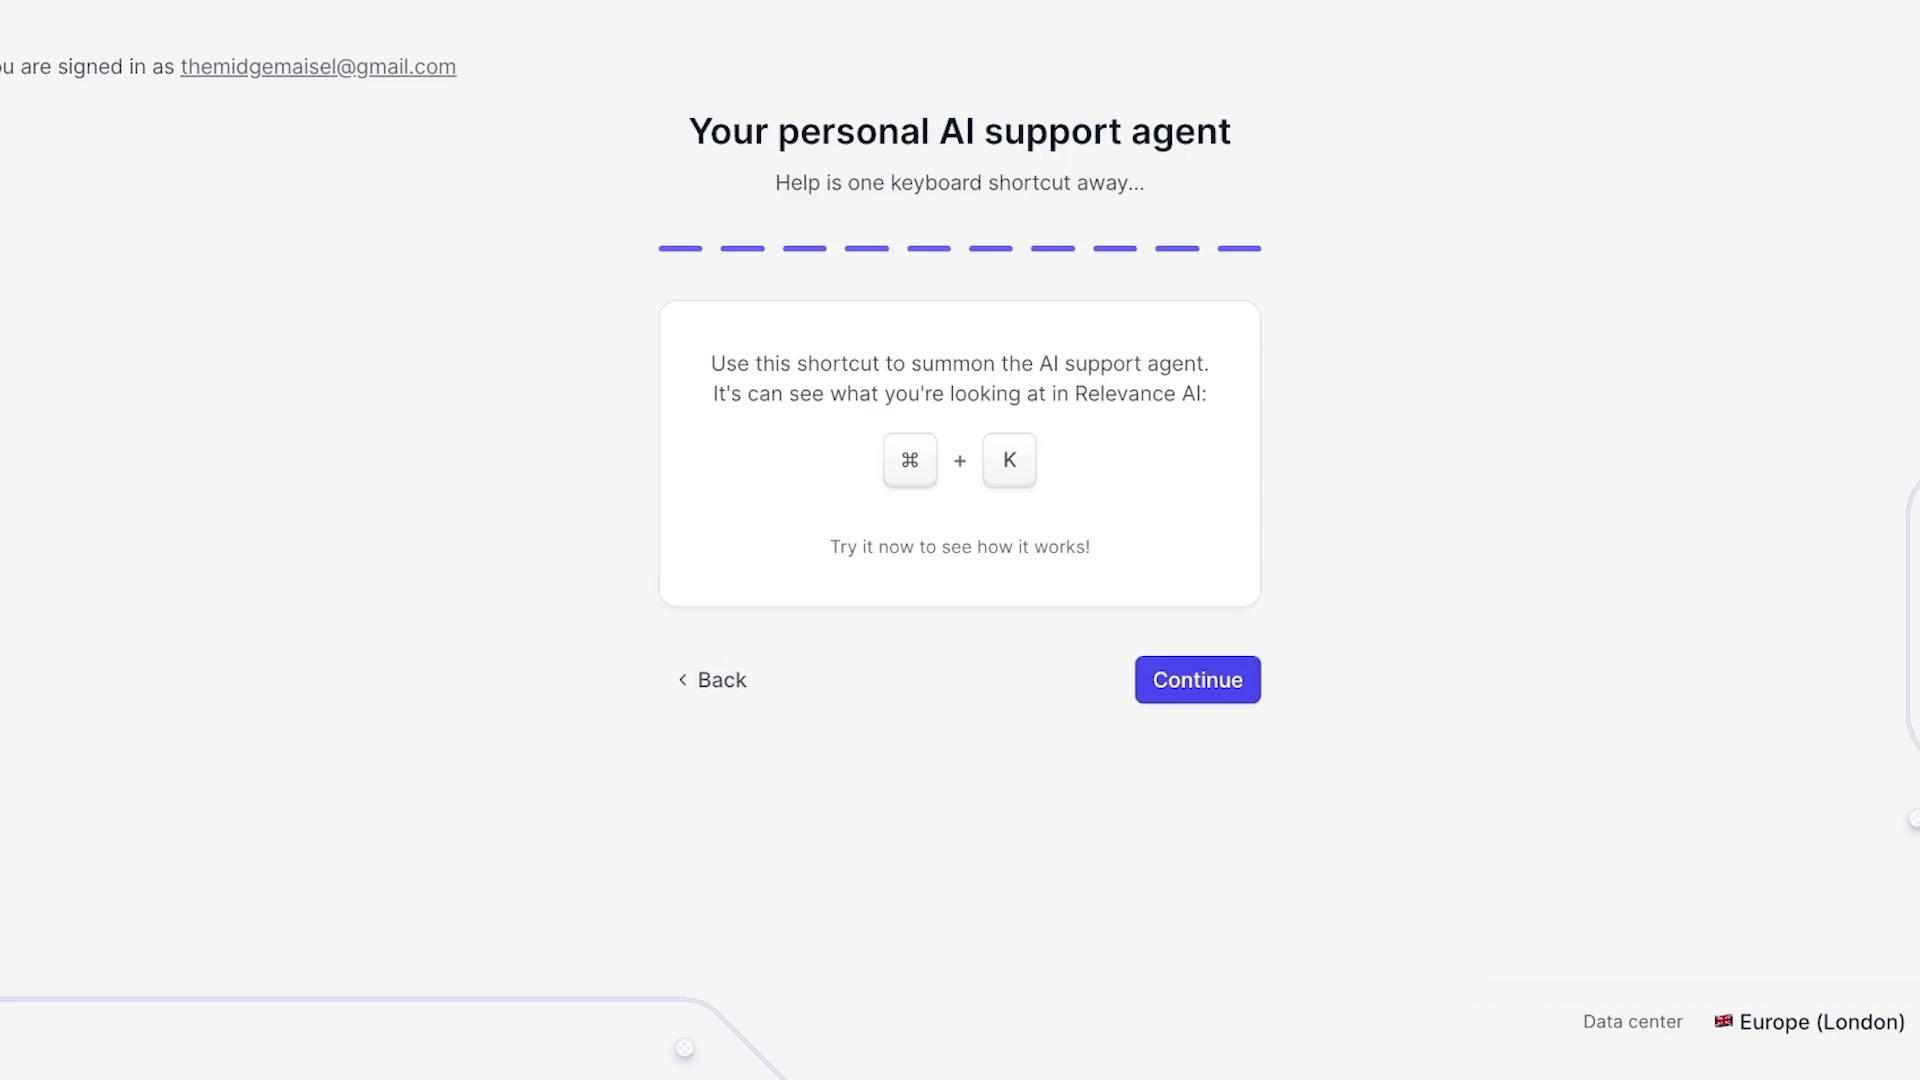 ou are signed in as themidgemaisel@gmail.com
Your personal AI support agent
Help is one keyboard shortcut away...
Use this shortcut to summon the AI support agent.
It's can see what you're looking at in Relevance AI:
⌘ + K
Try it now to see how it works!
Back
Continue
Data center
Europe (London)